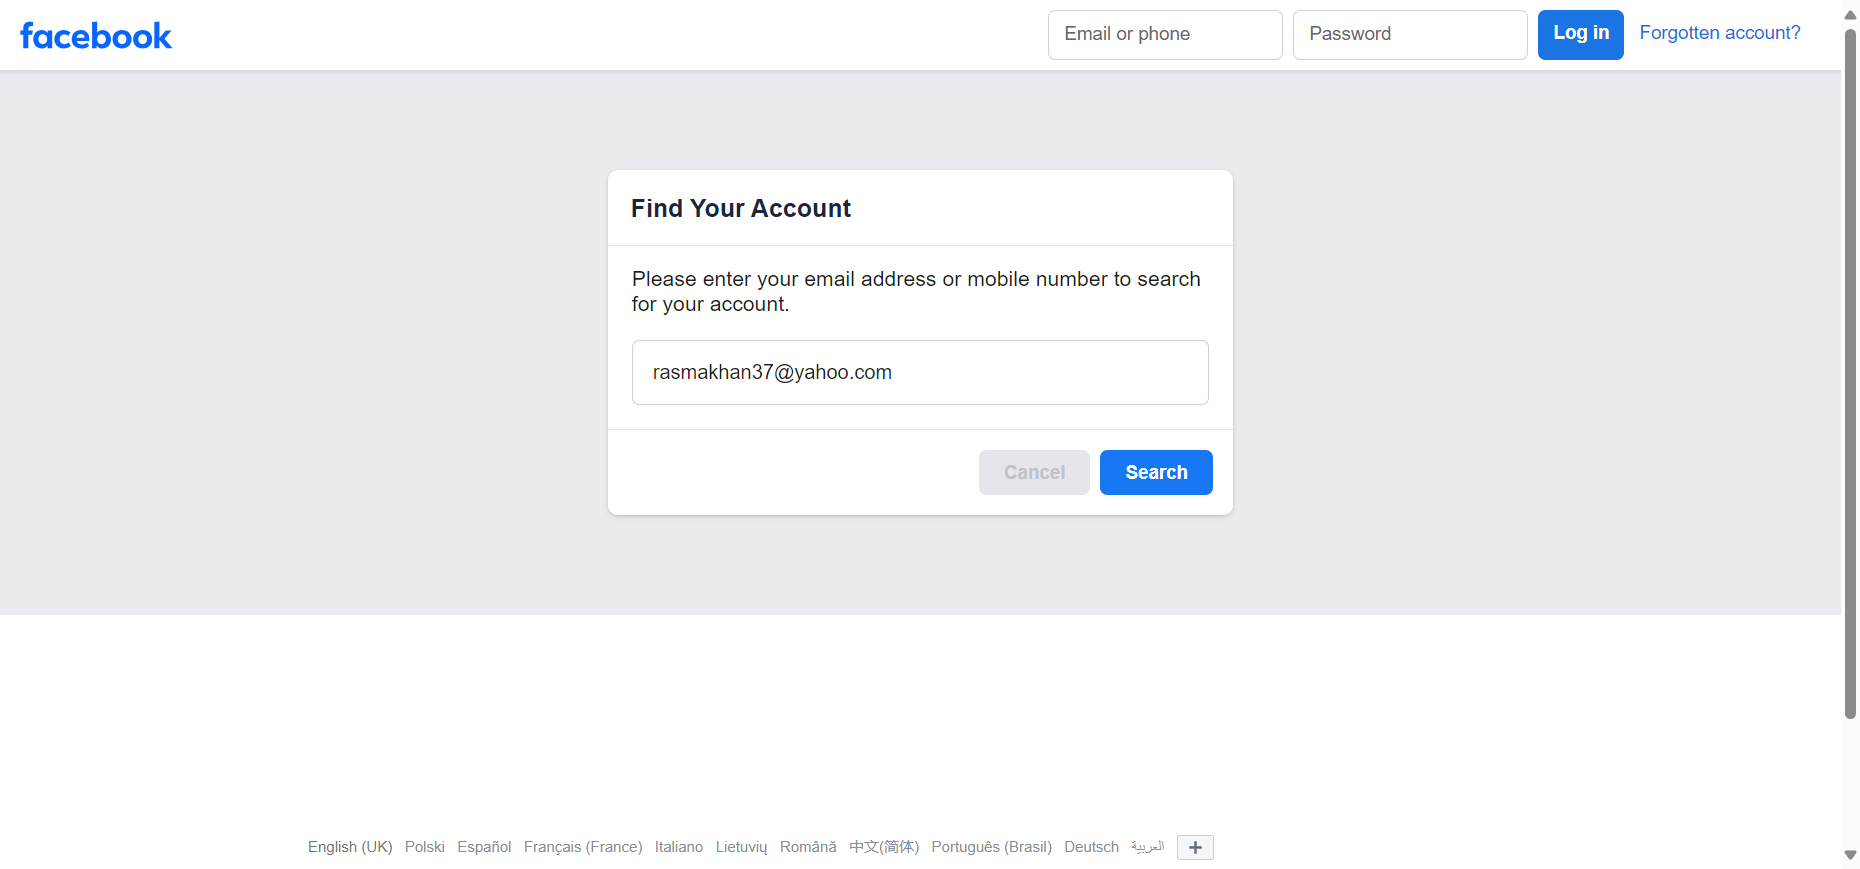 facebook
Email or phone
Password
Log in
Forgotten account?
Find Your Account
Please enter your email address or mobile number to search
for your account.
rasmakhan37@yahoo.com
Cancel
Search
English (UK) Polski Español Français (France) Italiano Lietuvių Română 中文(简体) Português (Brasil) Deutsch العربية +